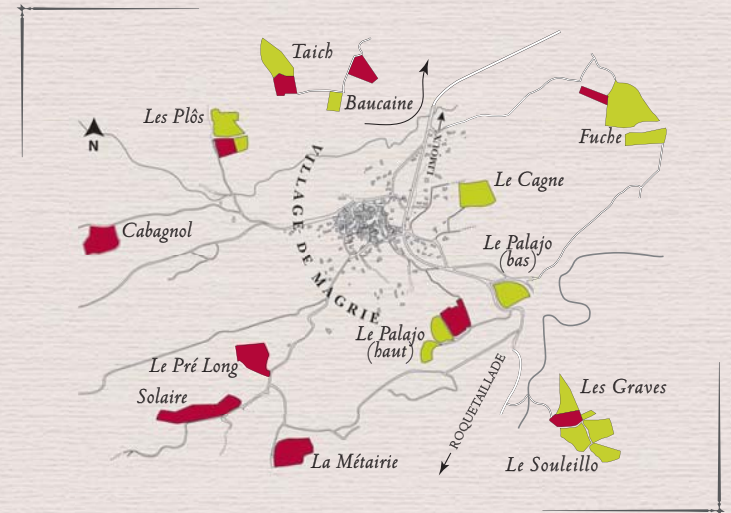 Taich
Baucaine
Les Plôs
N
Fuche
LIMOUX
Le Cagne
VILLAGE DE MAGRIE
Cabagnol
Le Palajo
(bas)
Le Palajo
(haut)
Le Pré Long
Solaire
ROQUETAILLADE
Les Graves
La Métairie
Le Souleillo